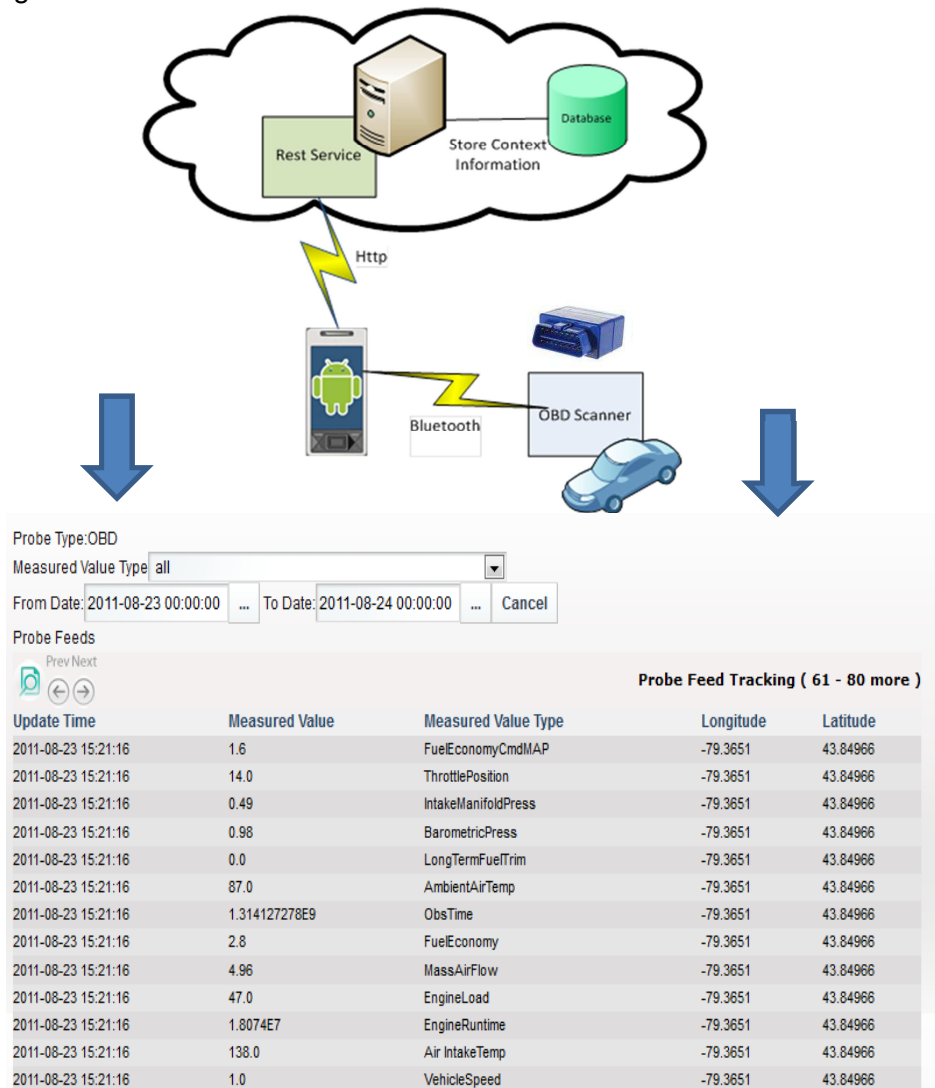 Database
Store Context
Information
Rest Service
Http
Bluetooth
OBD Scanner
Probe Type:OBD
Measured Value Type all
From Date: 2011-08-23 00:00:00 ... To Date: 2011-08-24 00:00:00 ... Cancel
Probe Feeds
Prev Next
Probe Feed Tracking ( 61 - 80 more )
Update Time Measured Value Measured Value Type Longitude Latitude
2011-08-23 15:21:16 1.6 FuelEconomyCmdMAP -79.3651 43.84966
2011-08-23 15:21:16 14.0 ThrottlePosition -79.3651 43.84966
2011-08-23 15:21:16 0.49 IntakeManifoldPress -79.3651 43.84966
2011-08-23 15:21:16 0.98 BarometricPress -79.3651 43.84966
2011-08-23 15:21:16 0.0 LongTermFuelTrim -79.3651 43.84966
2011-08-23 15:21:16 87.0 AmbientAirTemp -79.3651 43.84966
2011-08-23 15:21:16 1.314127278E9 ObsTime -79.3651 43.84966
2011-08-23 15:21:16 2.8 FuelEconomy -79.3651 43.84966
2011-08-23 15:21:16 4.96 MassAirFlow -79.3651 43.84966
2011-08-23 15:21:16 47.0 EngineLoad -79.3651 43.84966
2011-08-23 15:21:16 1.8074E7 EngineRuntime -79.3651 43.84966
2011-08-23 15:21:16 138.0 Air IntakeTemp -79.3651 43.84966
2011-08-23 15:21:16 1.0 VehicleSpeed -79.3651 43.84966